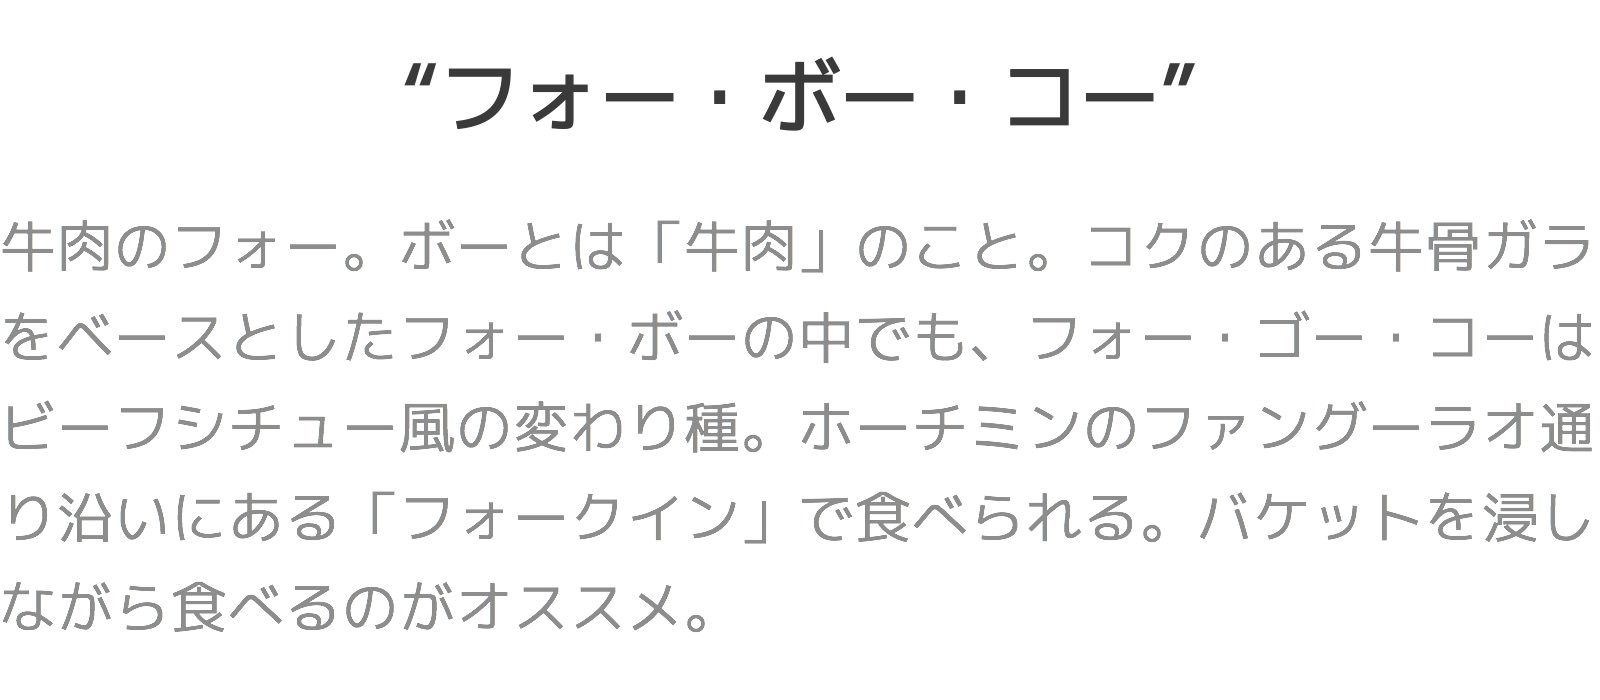 “フォー・ボー・コー”
牛肉のフォー。ボーとは「牛肉」のこと。コクのある牛骨ガラ
をベースとしたフォー・ボーの中でも、フォー・ゴー・コーは
ビーフシチュー風の変わり種。ホーチミンのファングーラオ通
り沿いにある「フォークイン」で食べられる。バケットを浸し
ながら食べるのがオススメ。